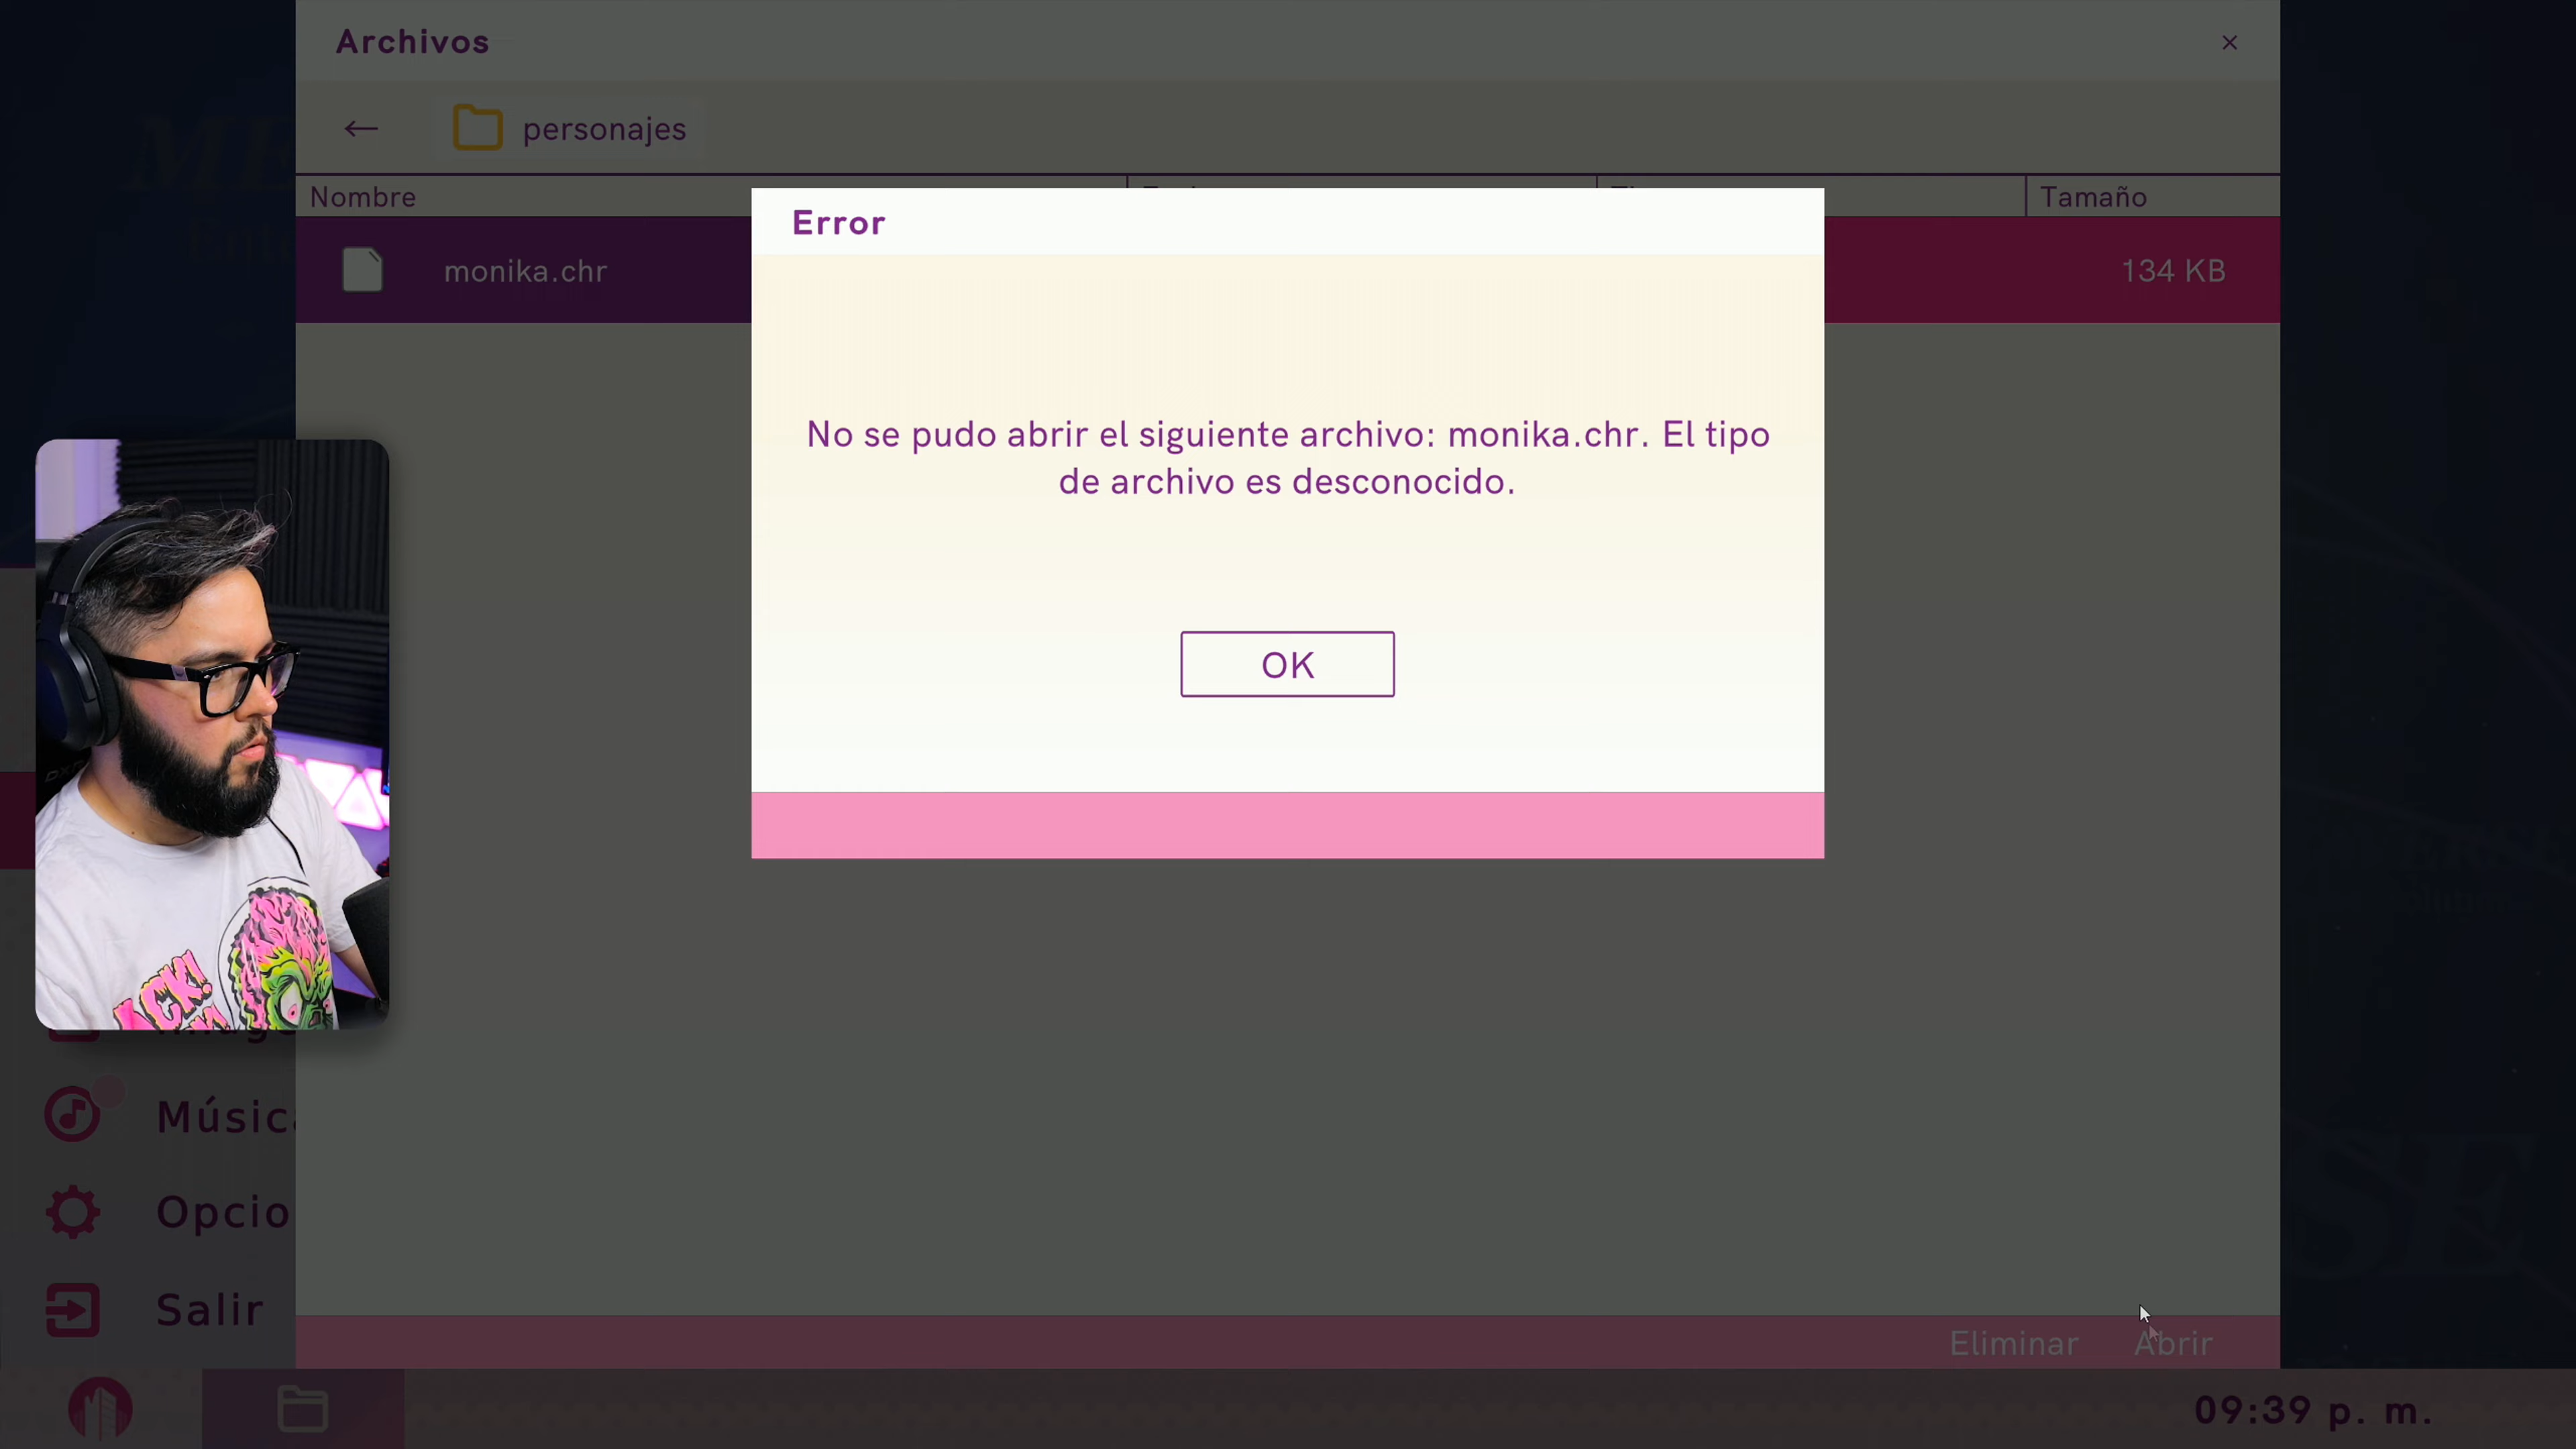 Archivos
×
← personajes
Nombre
Tamaño
monika.chr
134 KB
Error
No se pudo abrir el siguiente archivo: monika.chr. El tipo
de archivo es desconocido.
OK
Música
Opcio
Salir
Eliminar
Abrir
09:39 p. m.